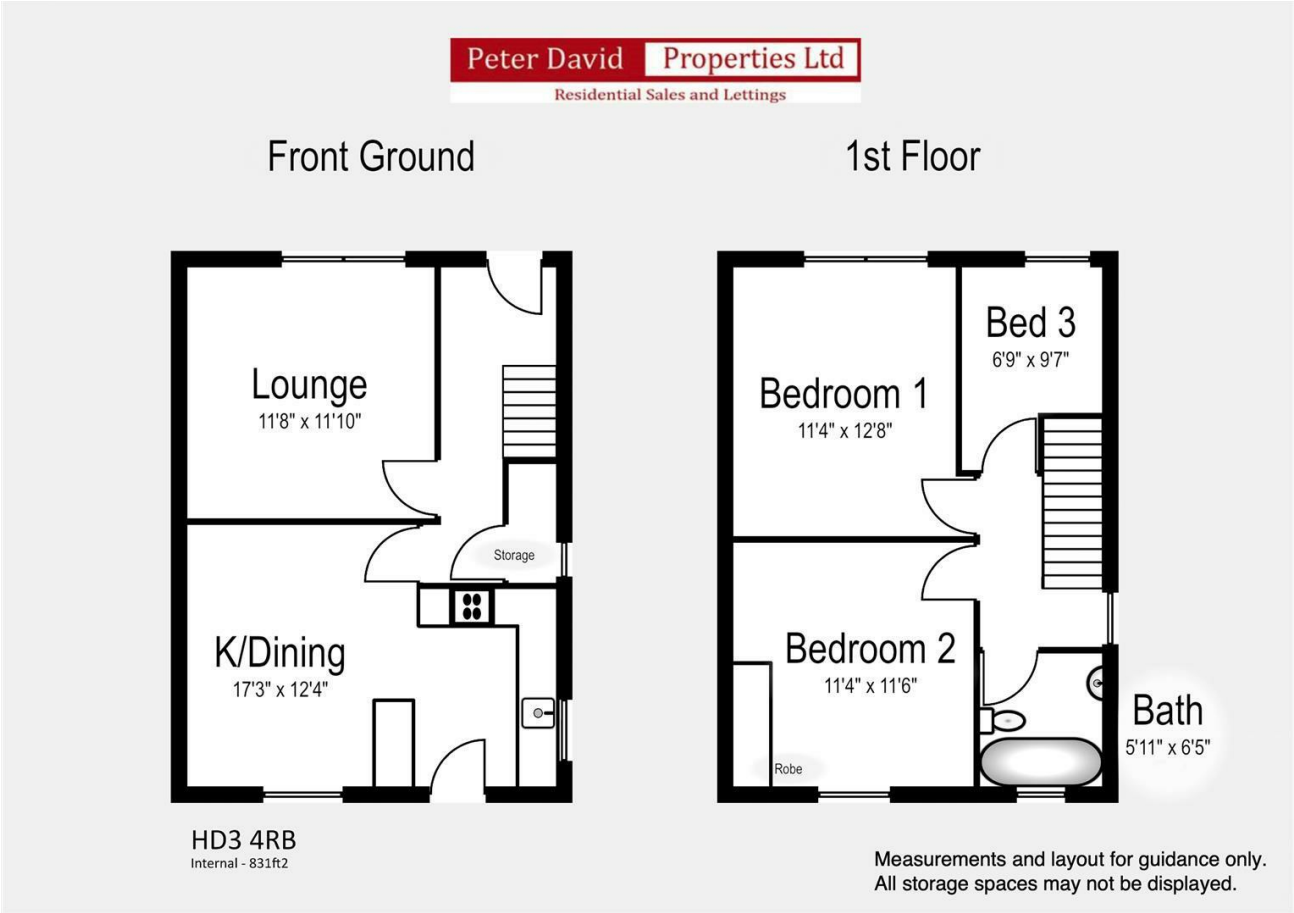 Peter David Properties Ltd
Residential Sales and Lettings
Front Ground
1st Floor
Lounge
11'8" x 11'10"
Storage
K/Dining
17'3" x 12'4"
Bedroom 1
11'4" x 12'8"
Bed 3
6'9" x 9'7"
Bedroom 2
11'4" x 11'6"
Robe
Bath
5'11" x 6'5"
HD3 4RB
Internal - 831ft2
Measurements and layout for guidance only.
All storage spaces may not be displayed.